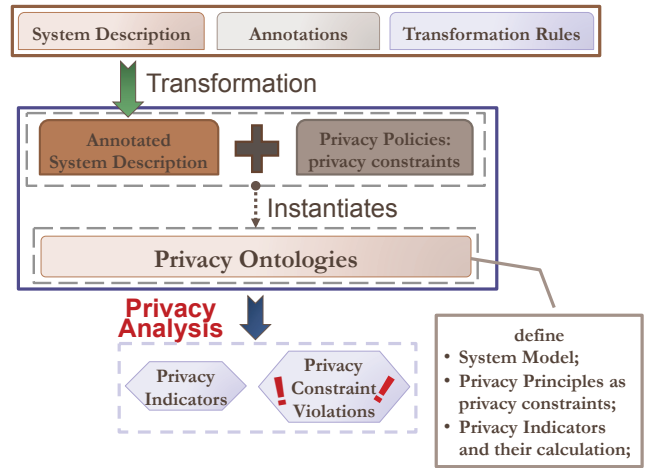 System Description
Annotations
Transformation Rules
Transformation
Annotated
System Description
Privacy Policies:
privacy constraints
Instantiates
Privacy Ontologies
Privacy
Analysis
Privacy
Indicators
Privacy
! Constraint !
Violations
define
• System Model;
• Privacy Principles as
privacy constraints;
• Privacy Indicators
and their calculation;